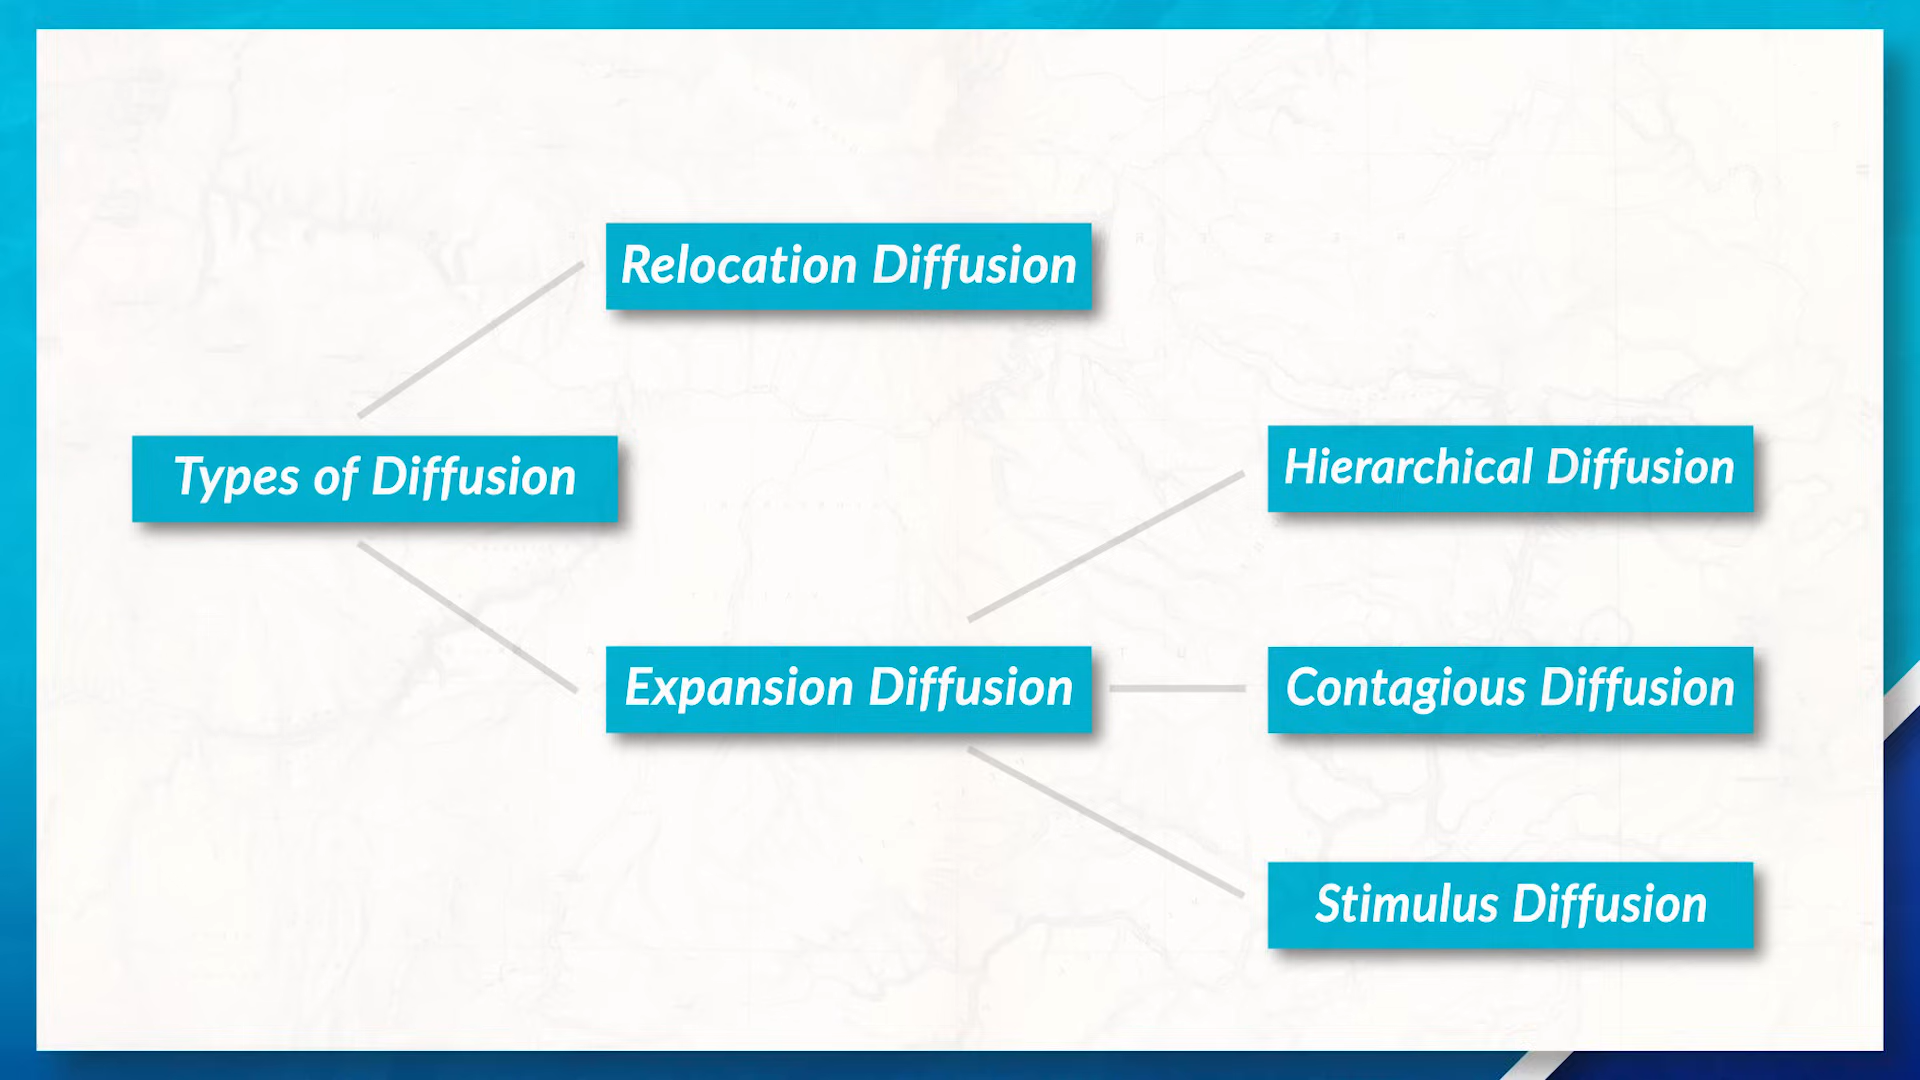 Relocation Diffusion
Types of Diffusion
Hierarchical Diffusion
Expansion Diffusion
Contagious Diffusion
Stimulus Diffusion